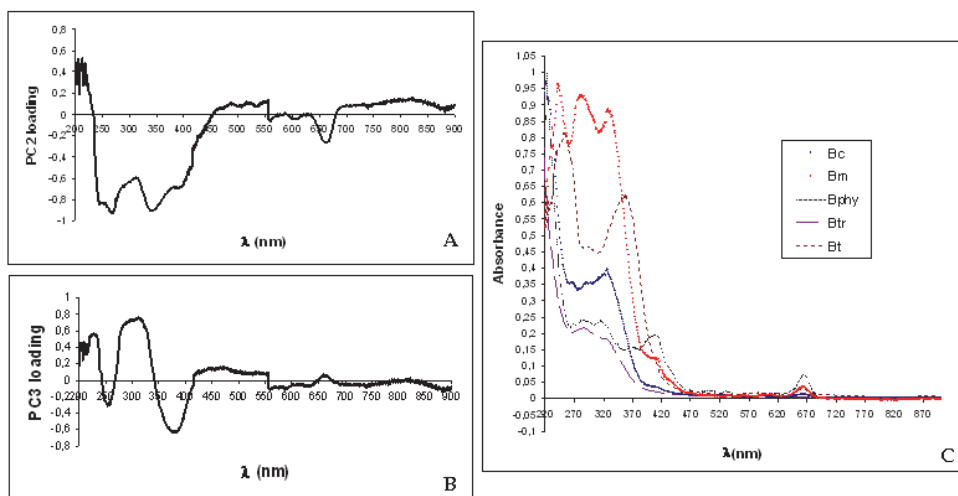 0,8
0,6
0,4
0,2
0
-0,2
-0,4
-0,6
-0,8
-1
PC2 loading
200 250 300 350 400 450 500 550 600 650 700 750 800 850 900
λ (nm)
A
1
0,8
0,6
0,4
0,2
0
-0,2
-0,4
-0,6
-0,8
PC3 loading
200 250 300 350 400 450 500 550 600 650 700 750 800 850 900
λ (nm)
B
1,05
1
0,95
0,9
0,85
0,8
0,75
0,7
0,65
0,6
0,55
0,5
0,45
0,4
0,35
0,3
0,25
0,2
0,15
0,1
0,05
0
-0,05
-0,1
Absorbance
220 270 320 370 420 470 520 570 620 670 720 770 820 870
λ(nm)
Bc
Bm
Bphy
Btr
Bt
C